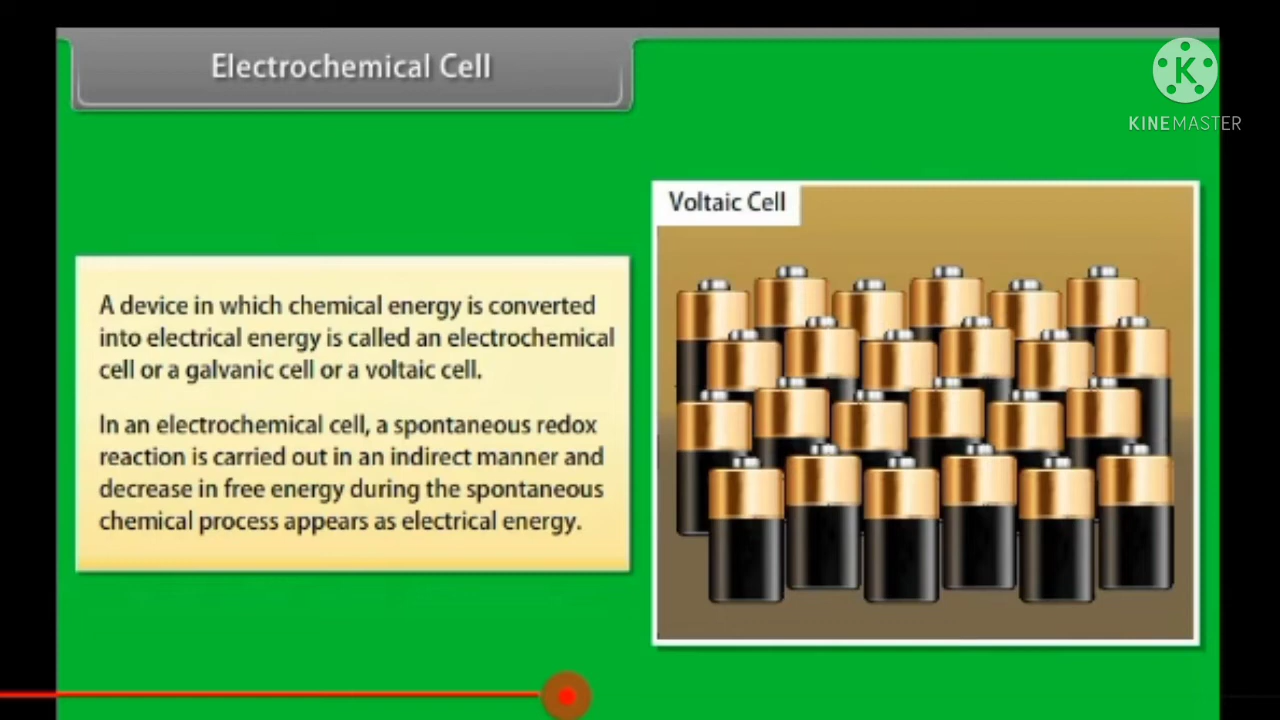 Electrochemical Cell
K
KINEMASTER
Voltaic Cell
A device in which chemical energy is converted
into electrical energy is called an electrochemical
cell or a galvanic cell or a voltaic cell.
In an electrochemical cell, a spontaneous redox
reaction is carried out in an indirect manner and
decrease in free energy during the spontaneous
chemical process appears as electrical energy.